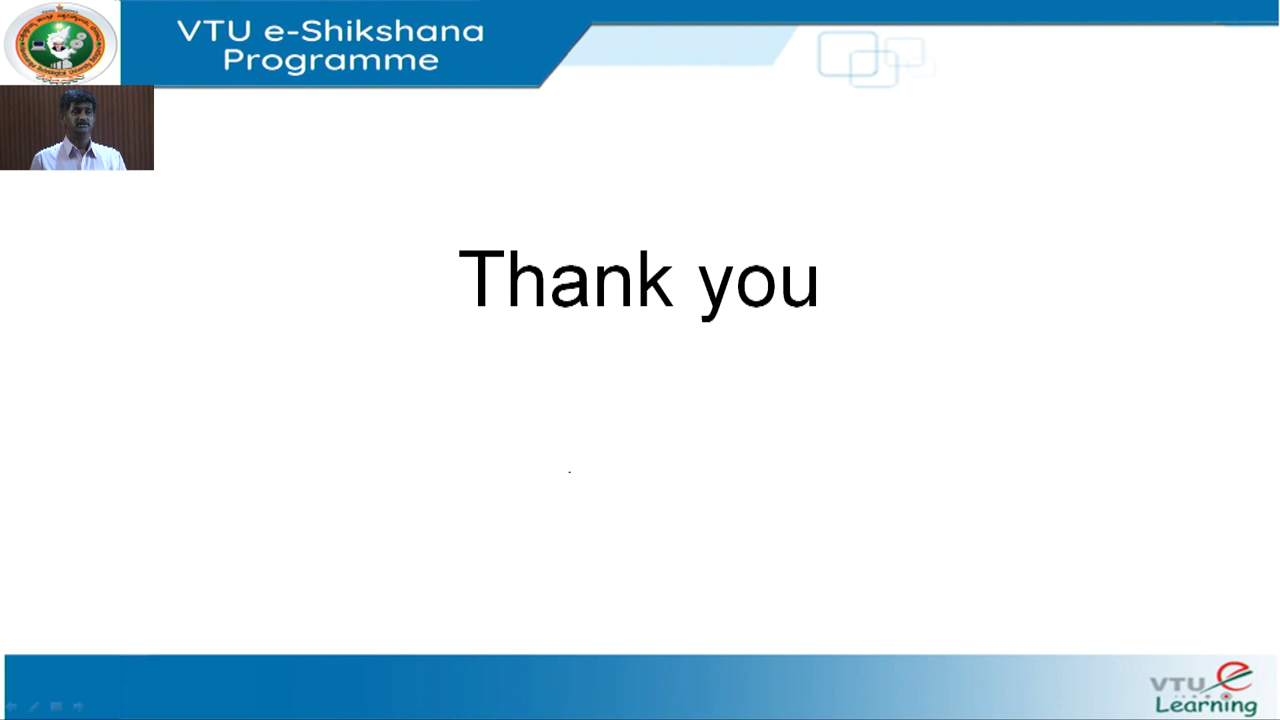 VTU e-Shikshana
Programme
Thank you
VTU e
Learning